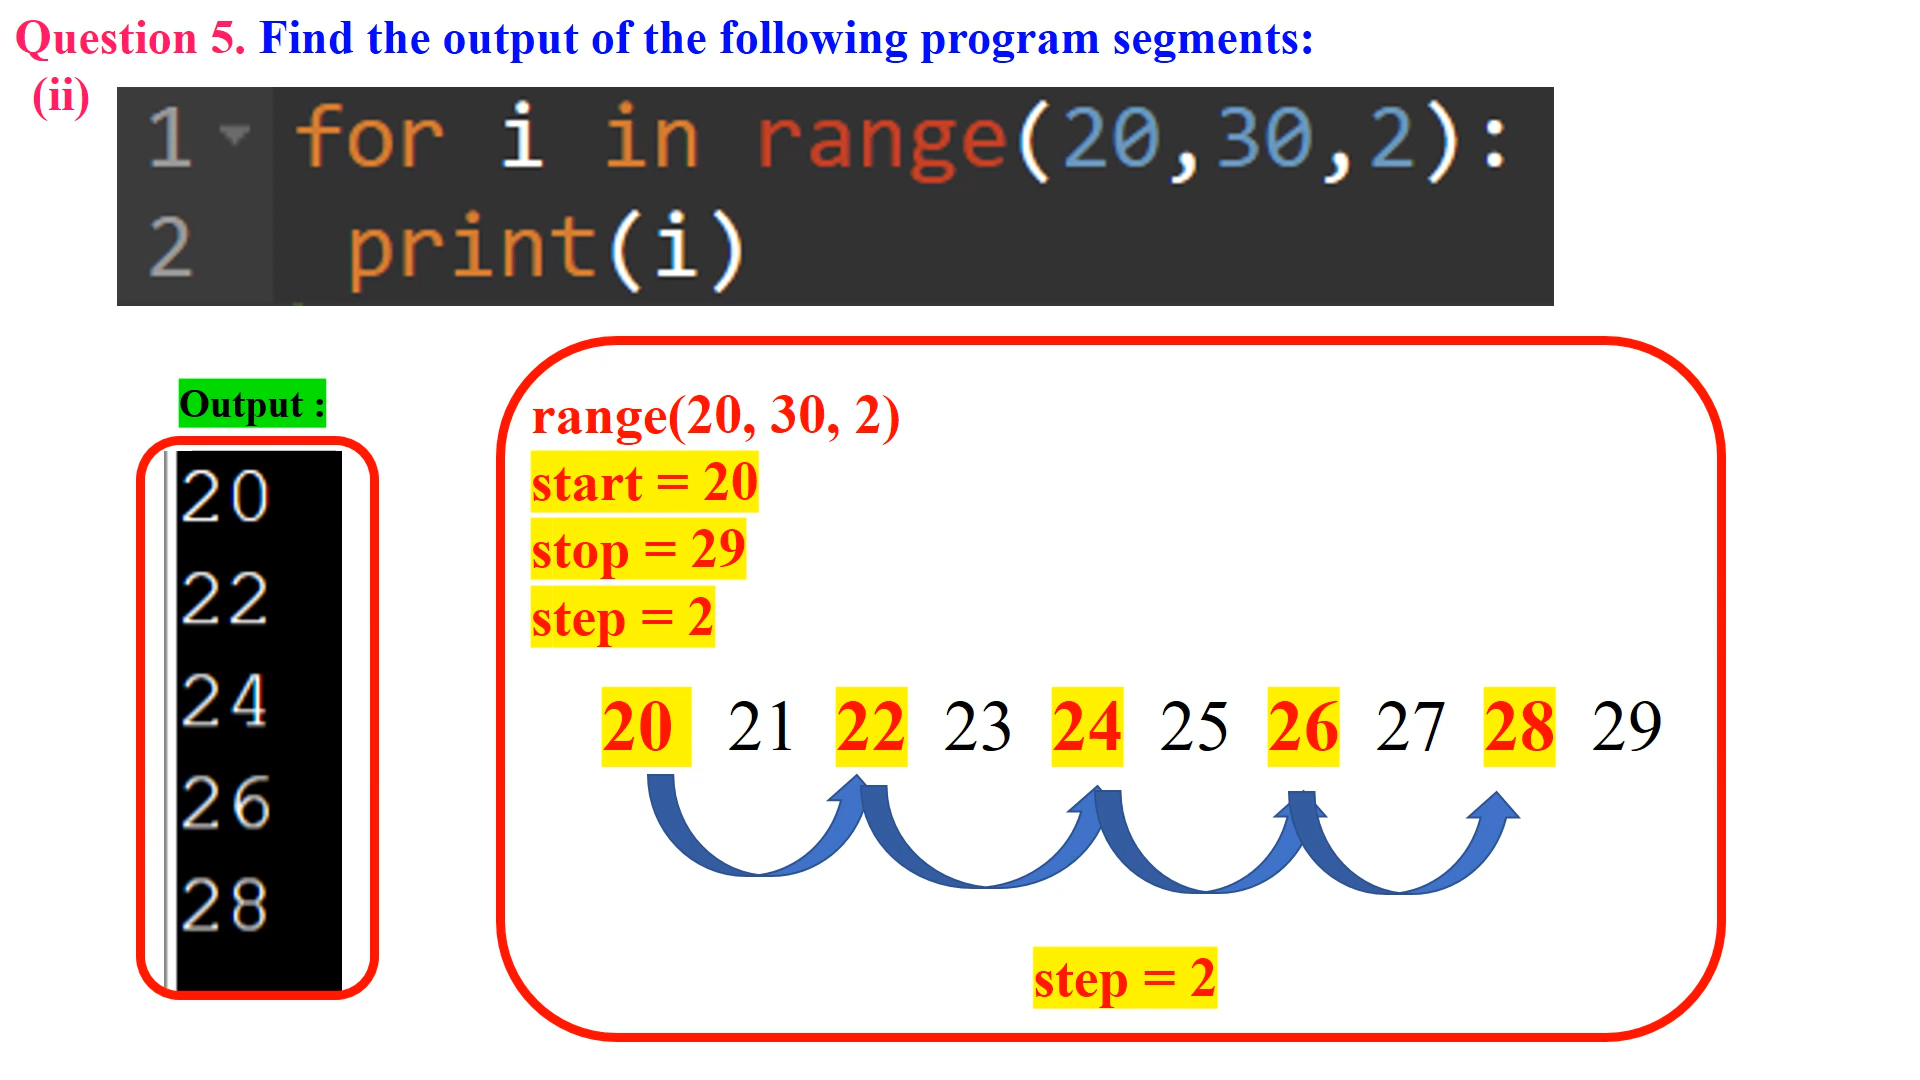 Question 5. Find the output of the following program segments:
(ii)
1 for i in range(20,30,2):
2 print(i)
Output :
20
22
24
26
28
range(20, 30, 2)
start = 20
stop = 29
step = 2
20 21 22 23 24 25 26 27 28 29
step = 2